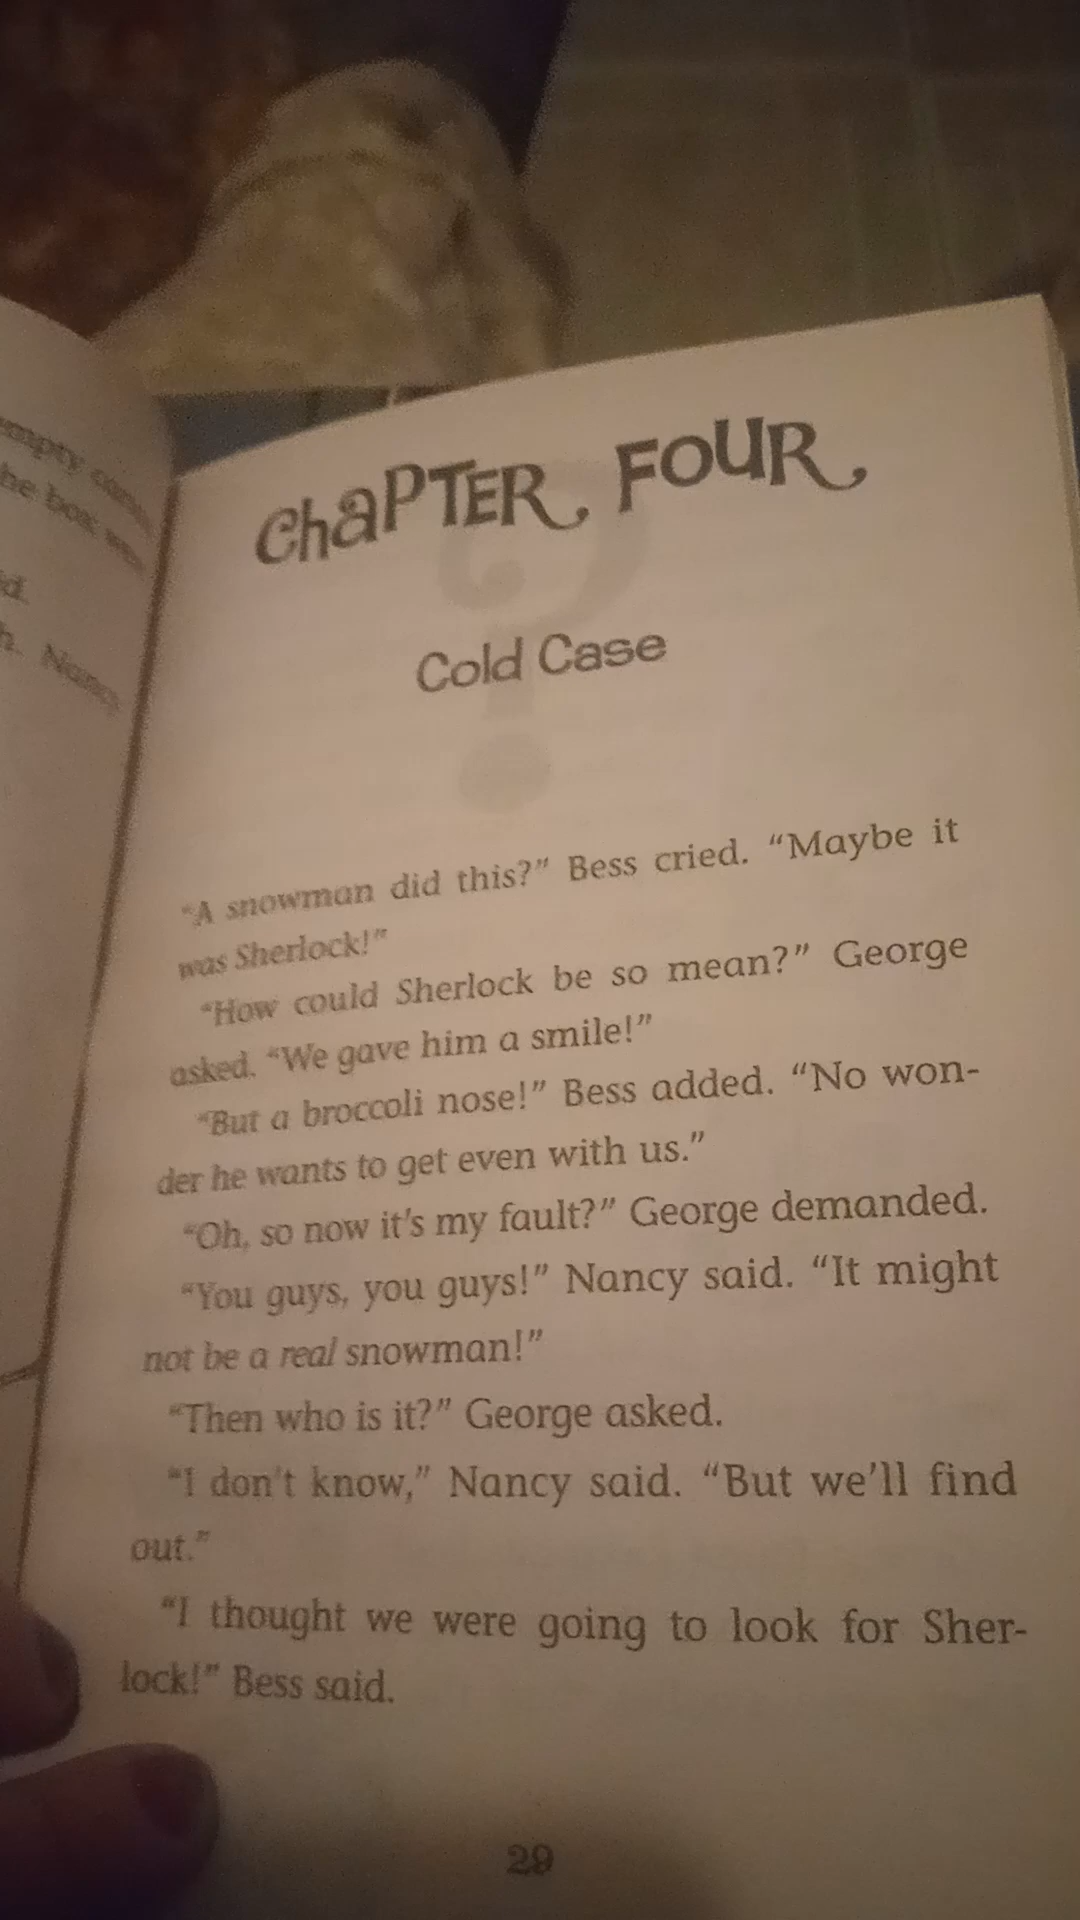 he box
Chapter Four
Cold Case
"A snowman did this?" Bess cried. "Maybe it
was Sherlock!"
"How could Sherlock be so mean?" George
asked. "We gave him a smile!"
"But a broccoli nose!" Bess added. "No won-
der he wants to get even with us."
"Oh, so now it's my fault?" George demanded.
"You guys, you guys!" Nancy said. "It might
not be a real snowman!"
"Then who is it?" George asked.
"I don't know," Nancy said. "But we'll find
out."
"I thought we were going to look for Sher-
lock!" Bess said.
29